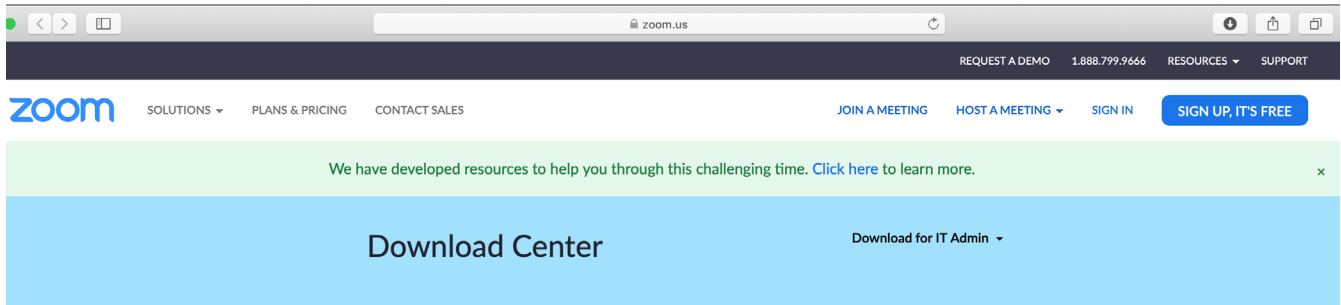 zoom.us
REQUEST A DEMO 1.888.799.9666 RESOURCES SUPPORT
zoom SOLUTIONS PLANS & PRICING CONTACT SALES JOIN A MEETING HOST A MEETING SIGN IN SIGN UP, IT'S FREE
We have developed resources to help you through this challenging time. Click here to learn more. ×
Download Center Download for IT Admin